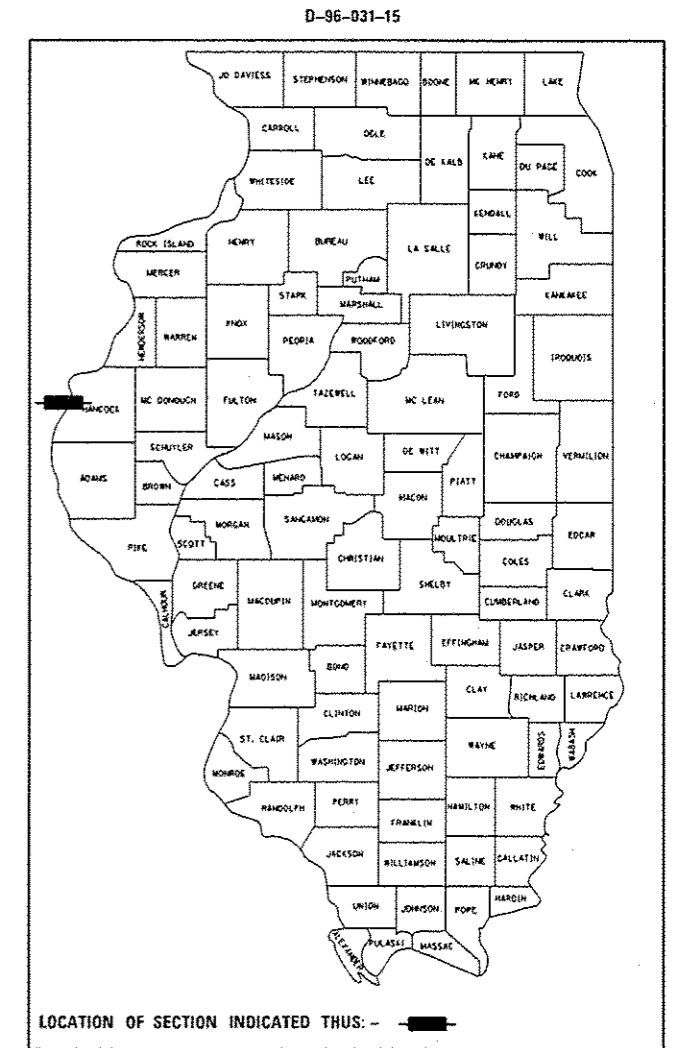 D-96-031-15
JO DAVIESS STEPHENSON WINNEBAGO BOONE MC HENRY LAKE
CARROLL OGLE
DE KALB KANE DU PAGE COOK
WHITESIDE LEE
KENDALL
WILL
ROCK ISLAND HENRY BUREAU LA SALLE
GRUNDY
MERCER PUTNAM
KANKAKEE
STARK MARSHALL
HENDERSON WARREN KNOX LIVINGSTON
PEORIA WOODFORD
IROQUOIS
HANCOCK MC DONOUGH FULTON TAZEWELL MC LEAN FORD
MASON
SCHUYLER LOGAN DE WITT CHAMPAIGN VERMILION
ADAMS BROWN CASS MENARD PIATT
MACON
MORGAN SANGAMON DOUGLAS
PIKE SCOTT CHRISTIAN MOULTRIE EDGAR
COLES
GREENE SHELBY
CALHOUN MACOUPIN MONTGOMERY CUMBERLAND CLARK
JERSEY FAYETTE EFFINGHAM JASPER CRAWFORD
BOND
MADISON CLAY RICHLAND LAWRENCE
CLINTON MARION
ST. CLAIR WAYNE EDWARDS WABASH
WASHINGTON JEFFERSON
MONROE
RANDOLPH PERRY HAMILTON WHITE
FRANKLIN
JACKSON WILLIAMSON SALINE GALLATIN
UNION JOHNSON POPE HARDIN
ALEXANDER PULASKI MASSAC
LOCATION OF SECTION INDICATED THUS: -